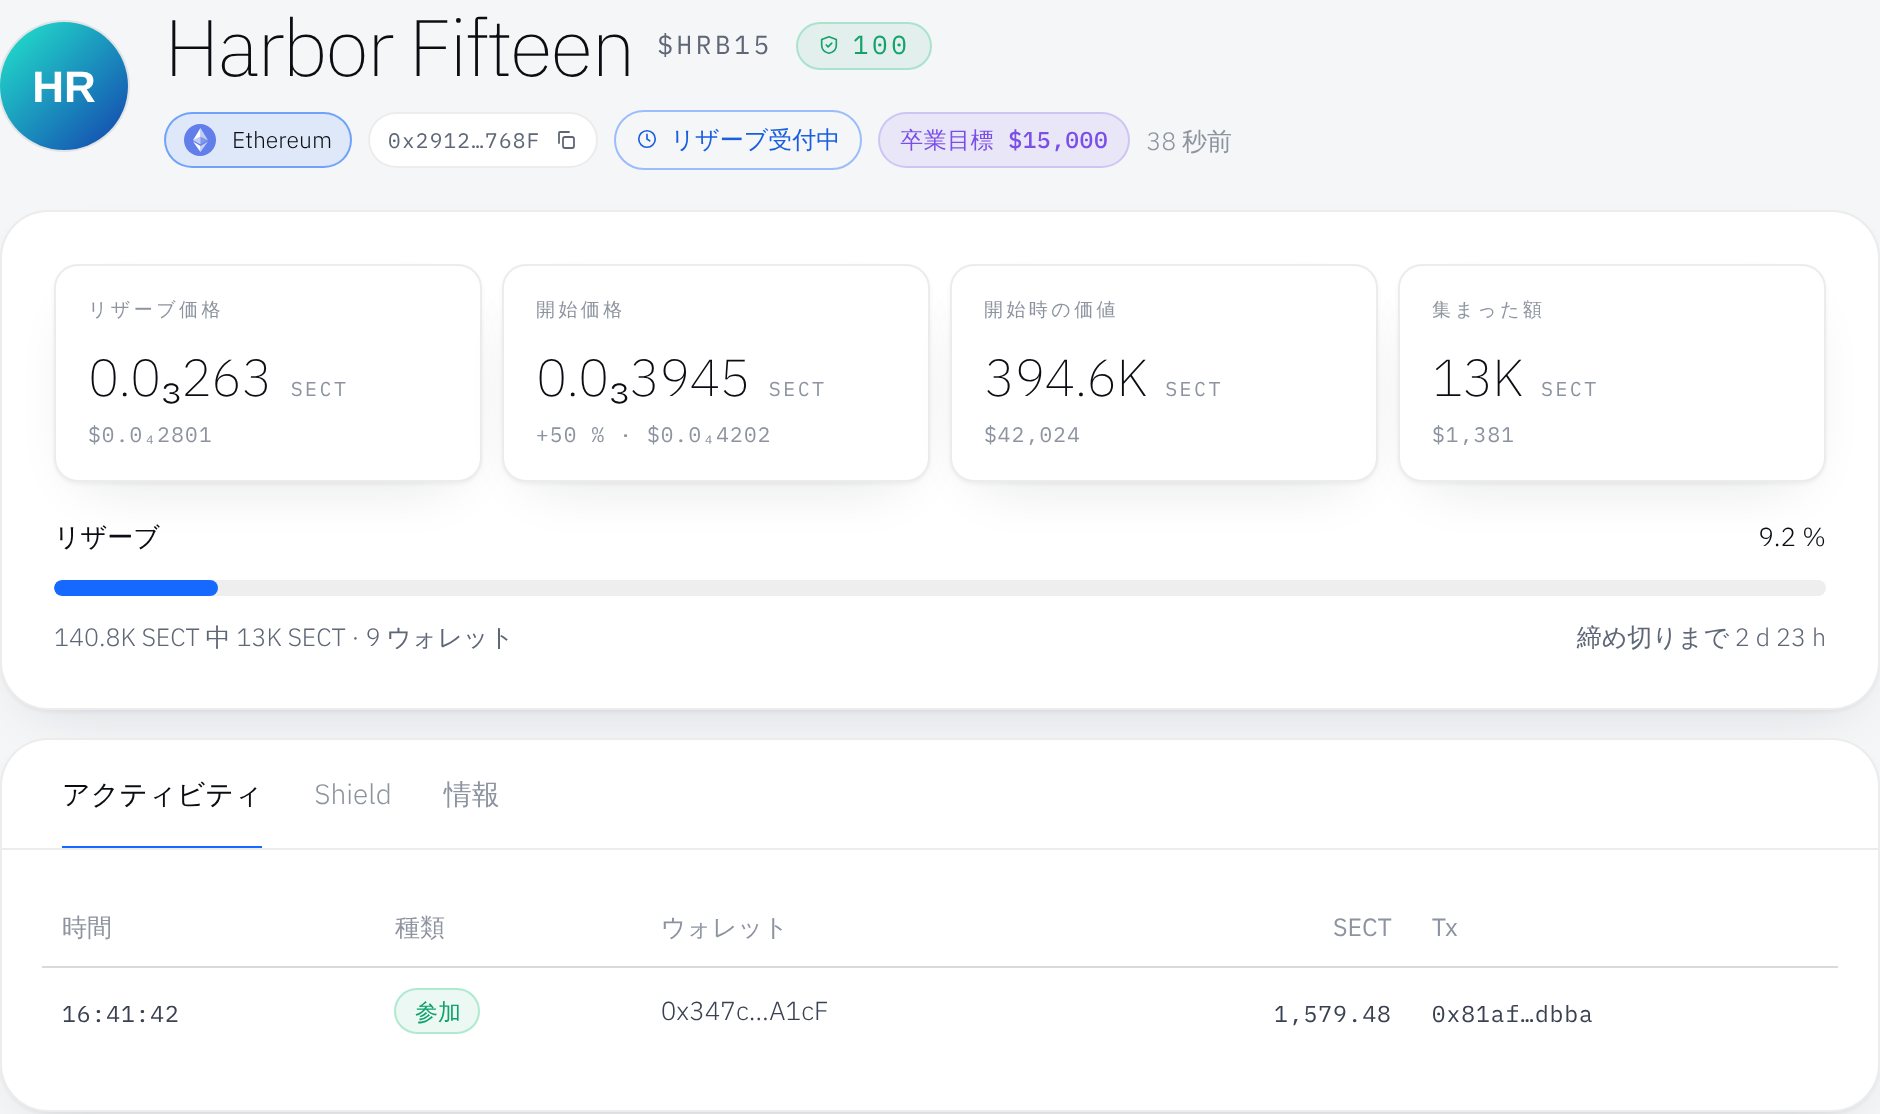 HR
Harbor Fifteen $HRB15 100
Ethereum 0x2912…768F リザーブ受付中 卒業目標 $15,000 38 秒前
リザーブ価格 開始価格 開始時の価値 集まった額
0.0₃263 SECT 0.0₃3945 SECT 394.6K SECT 13K SECT
$0.0₄2801 +50 % · $0.0₄4202 $42,024 $1,381
リザーブ 9.2 %
140.8K SECT 中 13K SECT · 9 ウォレット 締め切りまで 2 d 23 h
アクティビティ Shield 情報
時間 種類 ウォレット SECT Tx
16:41:42 参加 0x347c…A1cF 1,579.48 0x81af…dbba